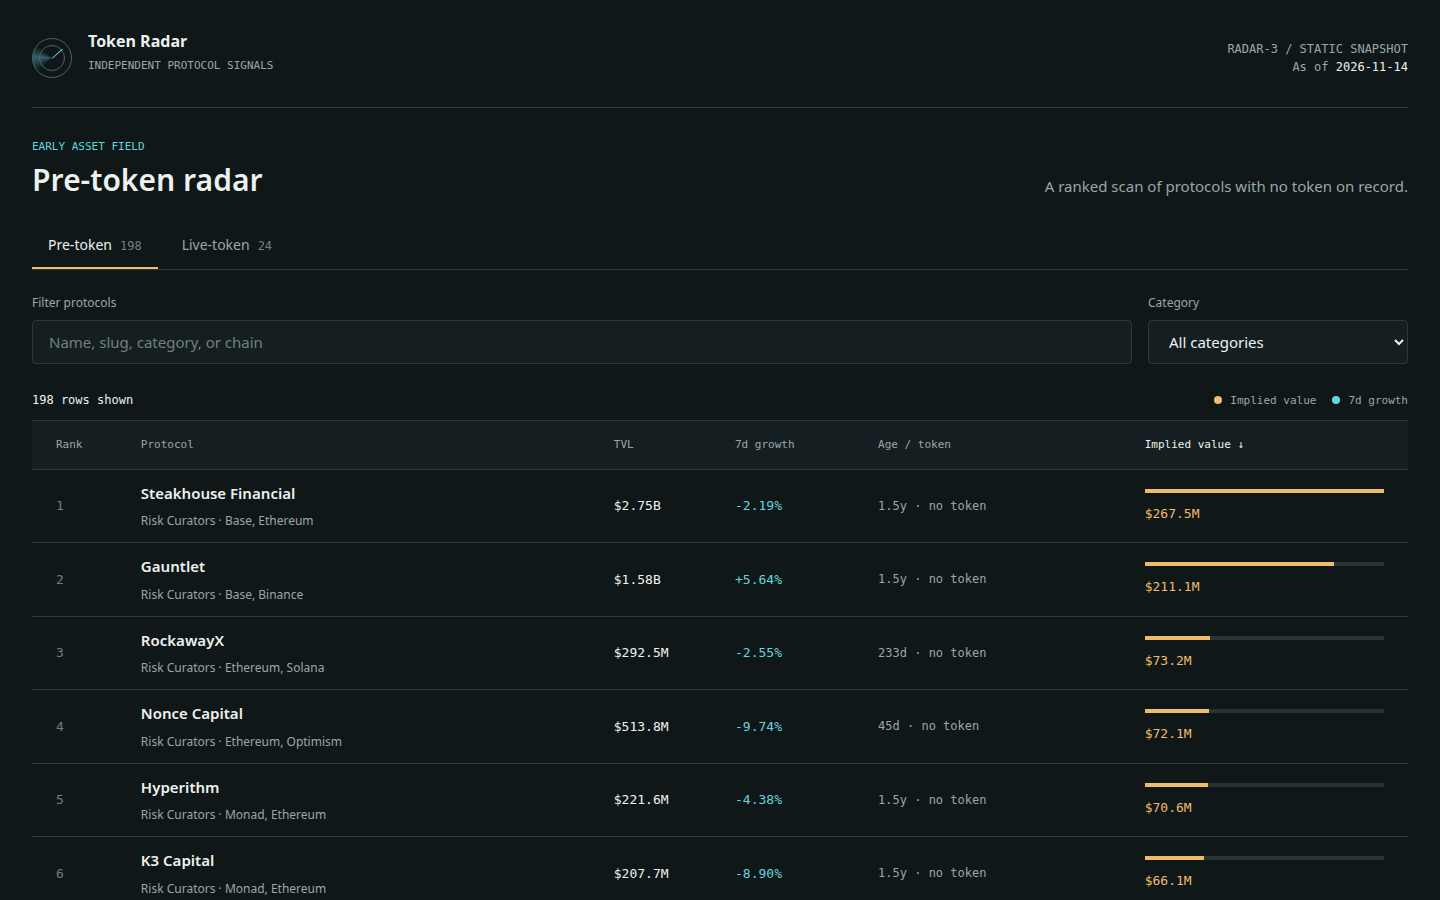 Token Radar
INDEPENDENT PROTOCOL SIGNALS
RADAR-3 / STATIC SNAPSHOT
As of 2026-11-14
EARLY ASSET FIELD
Pre-token radar
A ranked scan of protocols with no token on record.
Pre-token 198 Live-token 24
Filter protocols
Name, slug, category, or chain
Category
All categories
198 rows shown
Implied value 7d growth
Rank Protocol TVL 7d growth Age / token Implied value ↓
1 Steakhouse Financial $2.75B -2.19% 1.5y · no token $267.5M
Risk Curators · Base, Ethereum
2 Gauntlet $1.58B +5.64% 1.5y · no token $211.1M
Risk Curators · Base, Binance
3 RockawayX $292.5M -2.55% 233d · no token $73.2M
Risk Curators · Ethereum, Solana
4 Nonce Capital $513.8M -9.74% 45d · no token $72.1M
Risk Curators · Ethereum, Optimism
5 Hyperithm $221.6M -4.38% 1.5y · no token $70.6M
Risk Curators · Monad, Ethereum
6 K3 Capital $207.7M -8.90% 1.5y · no token $66.1M
Risk Curators · Monad, Ethereum